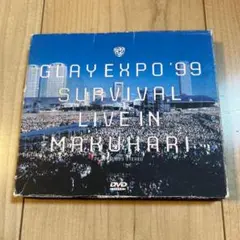 GLAY EXPO '99
SURVIVAL
LIVE IN
MAKUHARI
DVD